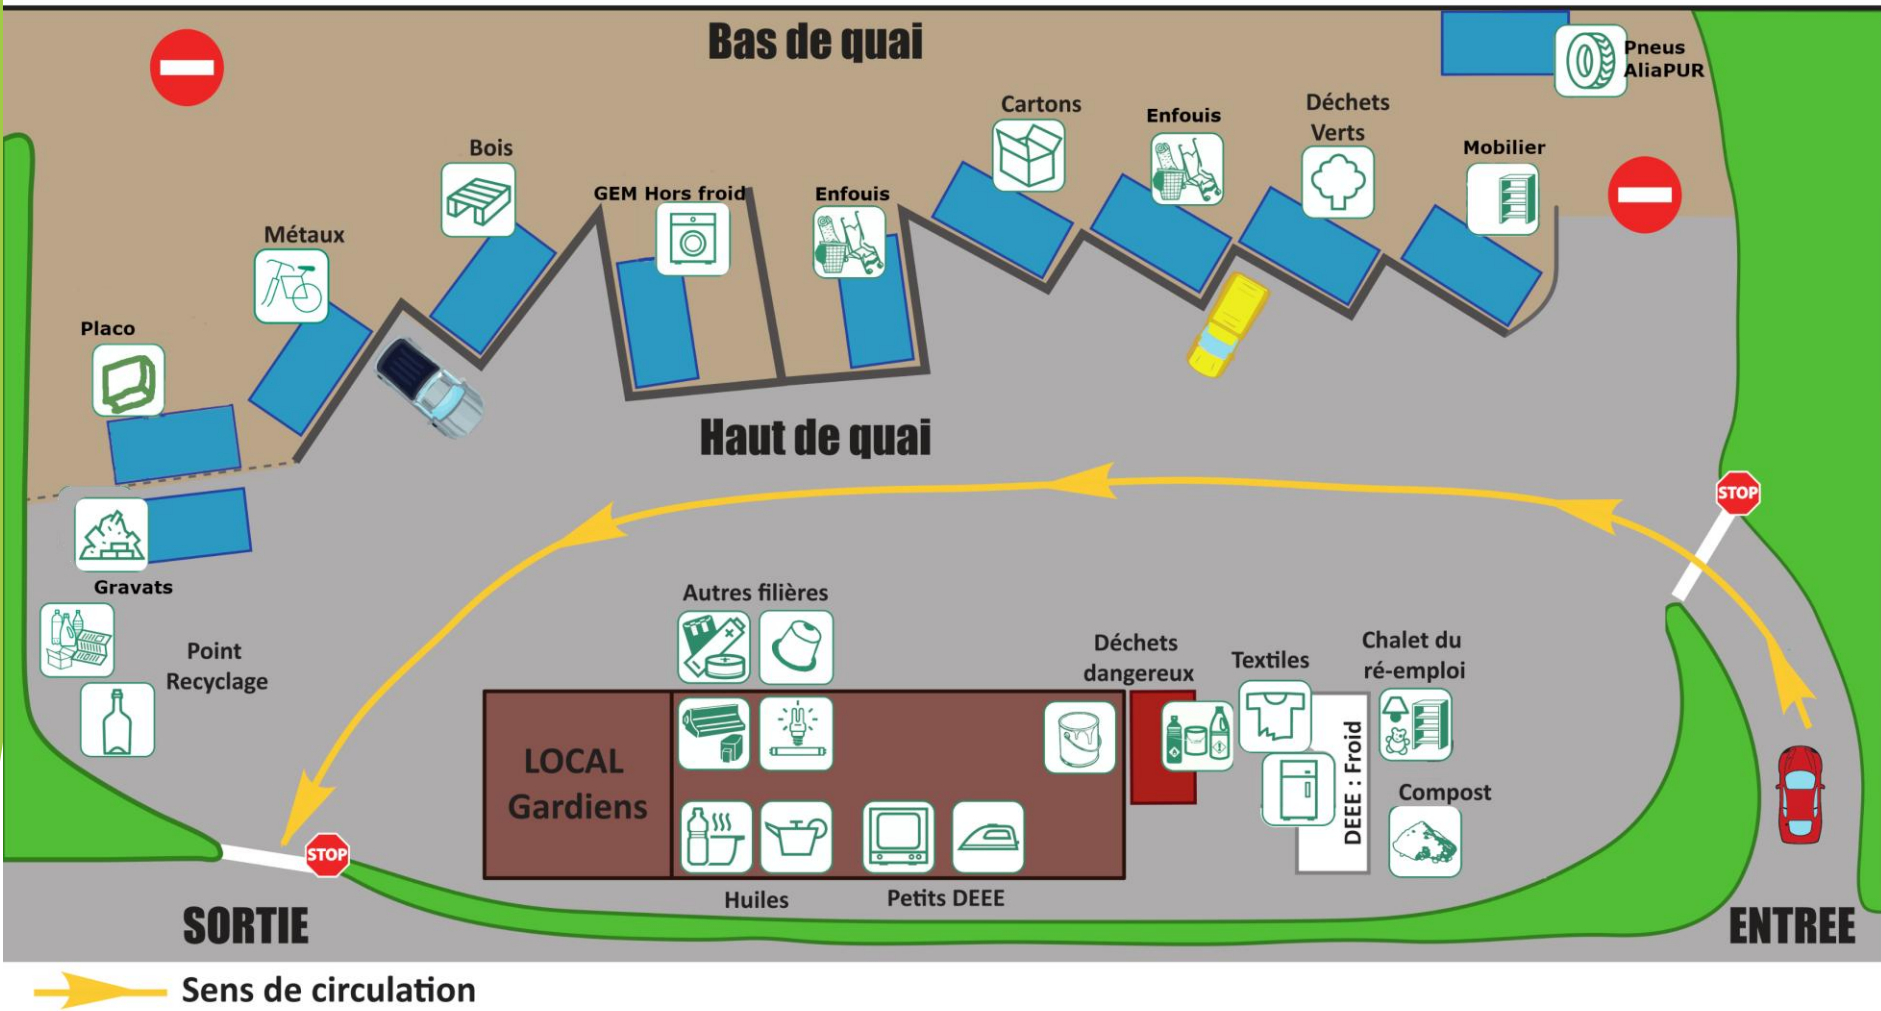 Bas de quai
Pneus
AliaPUR
Cartons
Enfouis
Déchets
Verts
Mobilier
Bois
GEM Hors froid
Enfouis
Métaux
Placo
Haut de quai
STOP
Gravats
Point
Recyclage
Autres filières
Déchets
dangereux
Textiles
Chalet du
ré-emploi
LOCAL
Gardiens
DEEE : Froid
Compost
STOP
Huiles
Petits DEEE
SORTIE
ENTREE
Sens de circulation